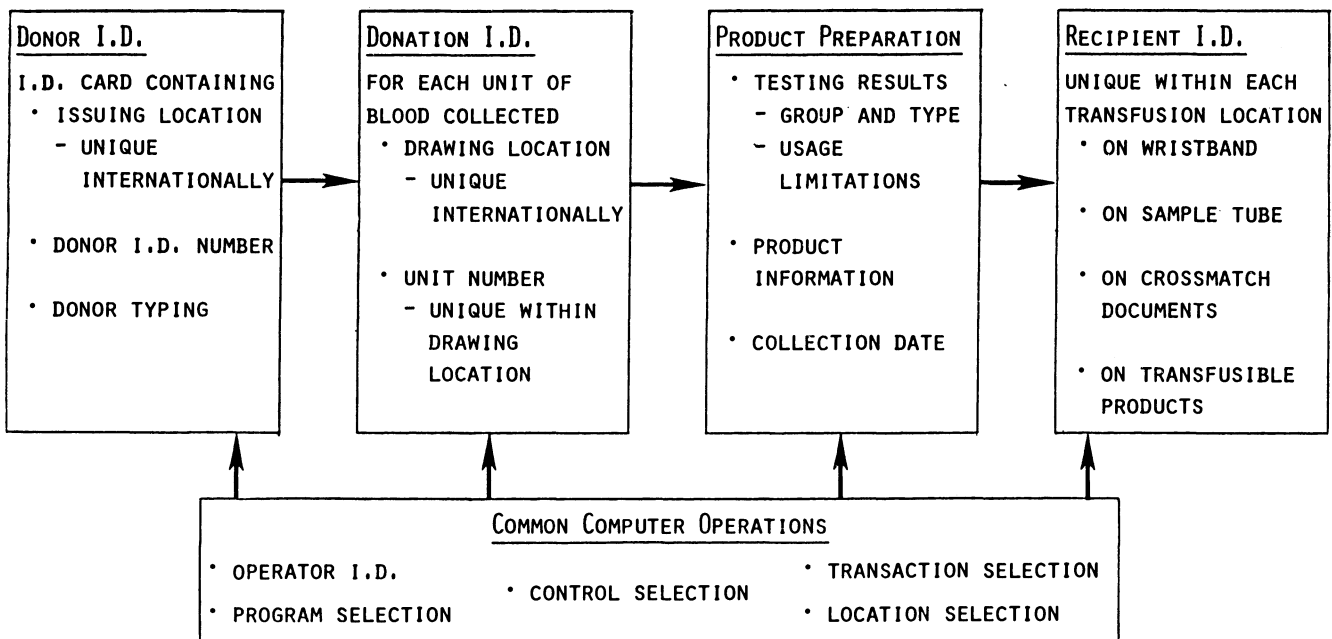 DONOR I.D.
I.D. CARD CONTAINING
· ISSUING LOCATION
- UNIQUE
INTERNATIONALLY
· DONOR I.D. NUMBER
· DONOR TYPING
DONATION I.D.
FOR EACH UNIT OF
BLOOD COLLECTED
· DRAWING LOCATION
- UNIQUE
INTERNATIONALLY
· UNIT NUMBER
- UNIQUE WITHIN
DRAWING
LOCATION
PRODUCT PREPARATION
· TESTING RESULTS
- GROUP AND TYPE
- USAGE
LIMITATIONS
· PRODUCT
INFORMATION
· COLLECTION DATE
RECIPIENT I.D.
UNIQUE WITHIN EACH
TRANSFUSION LOCATION
· ON WRISTBAND
· ON SAMPLE TUBE
· ON CROSSMATCH
DOCUMENTS
· ON TRANSFUSIBLE
PRODUCTS
COMMON COMPUTER OPERATIONS
· OPERATOR I.D.
· PROGRAM SELECTION
· CONTROL SELECTION
· TRANSACTION SELECTION
· LOCATION SELECTION